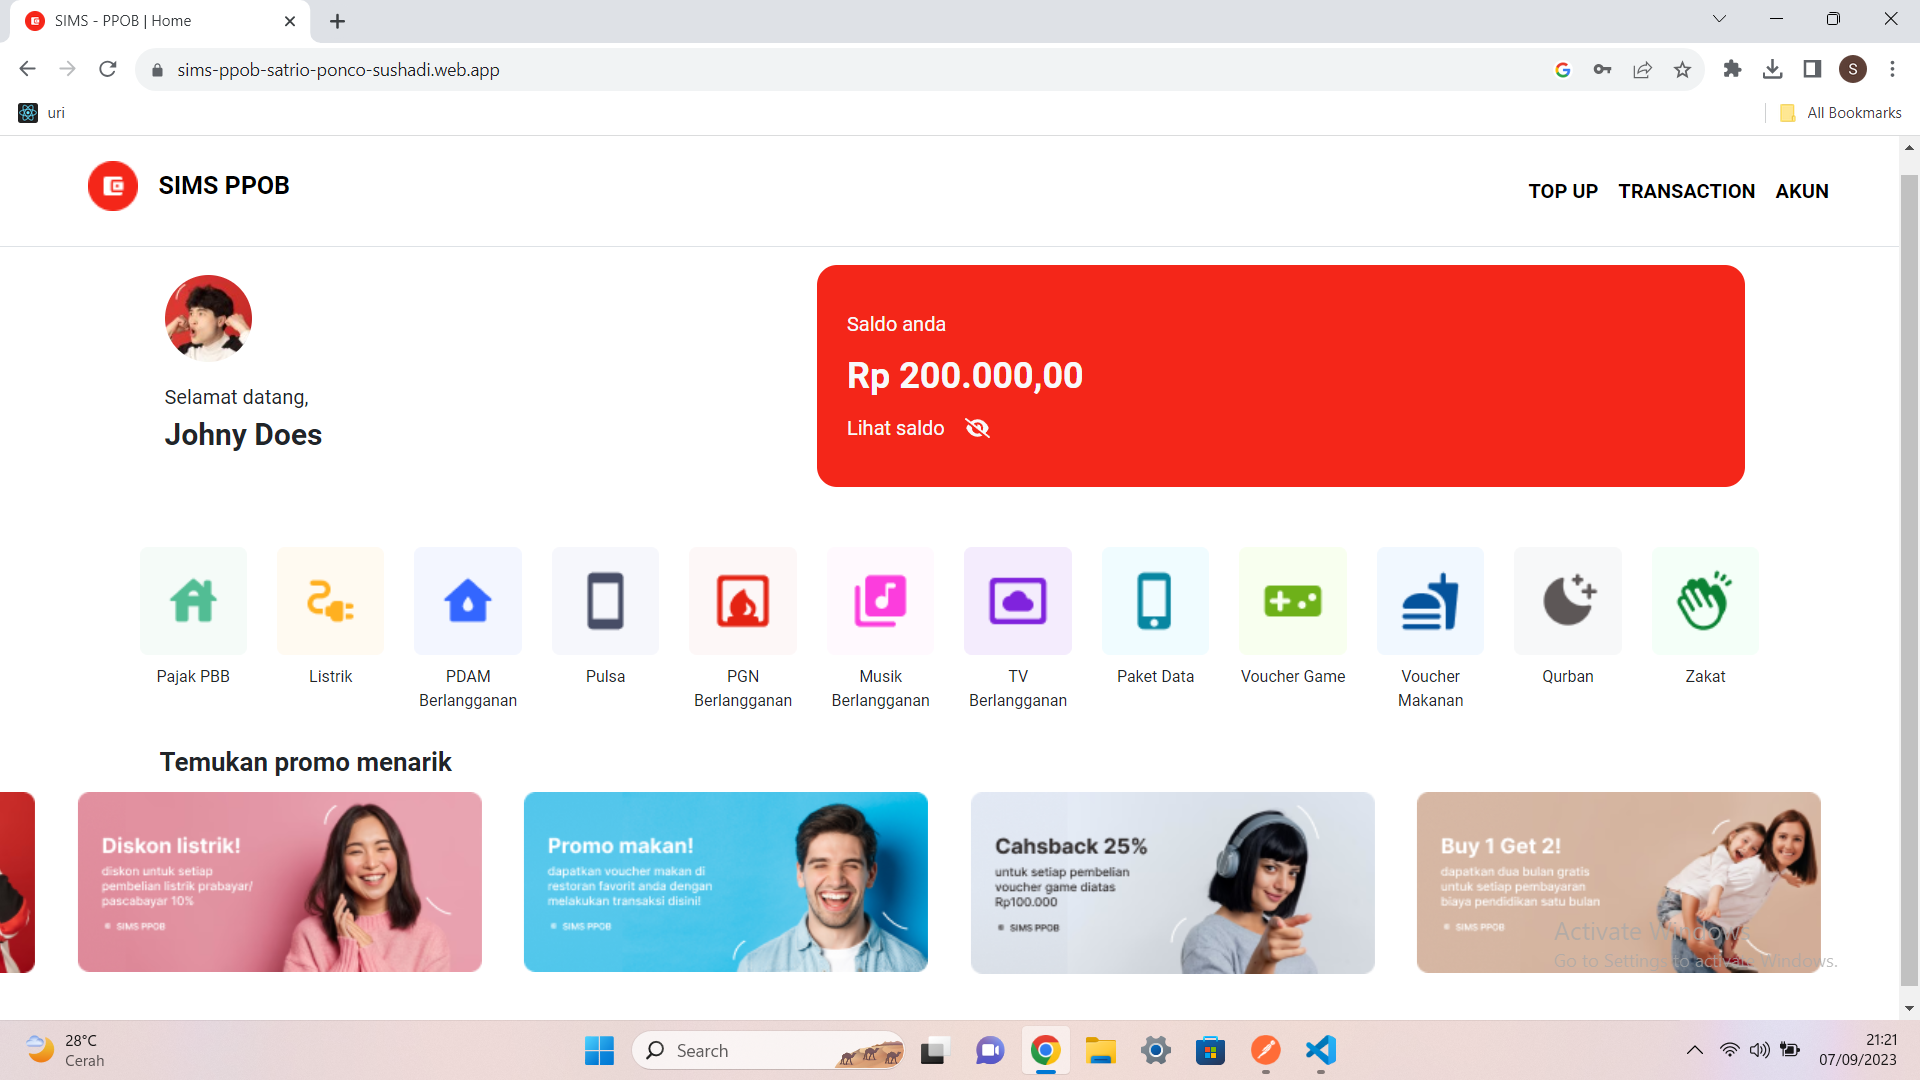 SIMS - PPOB | Home
sims-ppob-satrio-ponco-sushadi.web.app
S
uri
All Bookmarks
SIMS PPOB
TOP UP TRANSACTION AKUN
Selamat datang,
Johny Does
Saldo anda
Rp 200.000,00
Lihat saldo
Pajak PBB
Listrik
PDAM
Berlangganan
Pulsa
PGN
Berlangganan
Musik
Berlangganan
TV
Berlangganan
Paket Data
Voucher Game
Voucher
Makanan
Qurban
Zakat
Temukan promo menarik
Diskon listrik!
diskon untuk setiap
pembelian listrik prabayar/
pascabayar 10%
SIMS PPOB
Promo makan!
dapatkan voucher makan di
restoran favorit anda dengan
melakukan transaksi disini!
SIMS PPOB
Cahsback 25%
untuk setiap pembelian
voucher game diatas
Rp100.000
SIMS PPOB
Buy 1 Get 2!
dapatkan dua bulan gratis
untuk setiap pembayaran
biaya pendidikan satu bulan
SIMS PPOB
Activate Windows
Go to Settings to activate Windows.
28°C
Cerah
Search
21:21
07/09/2023